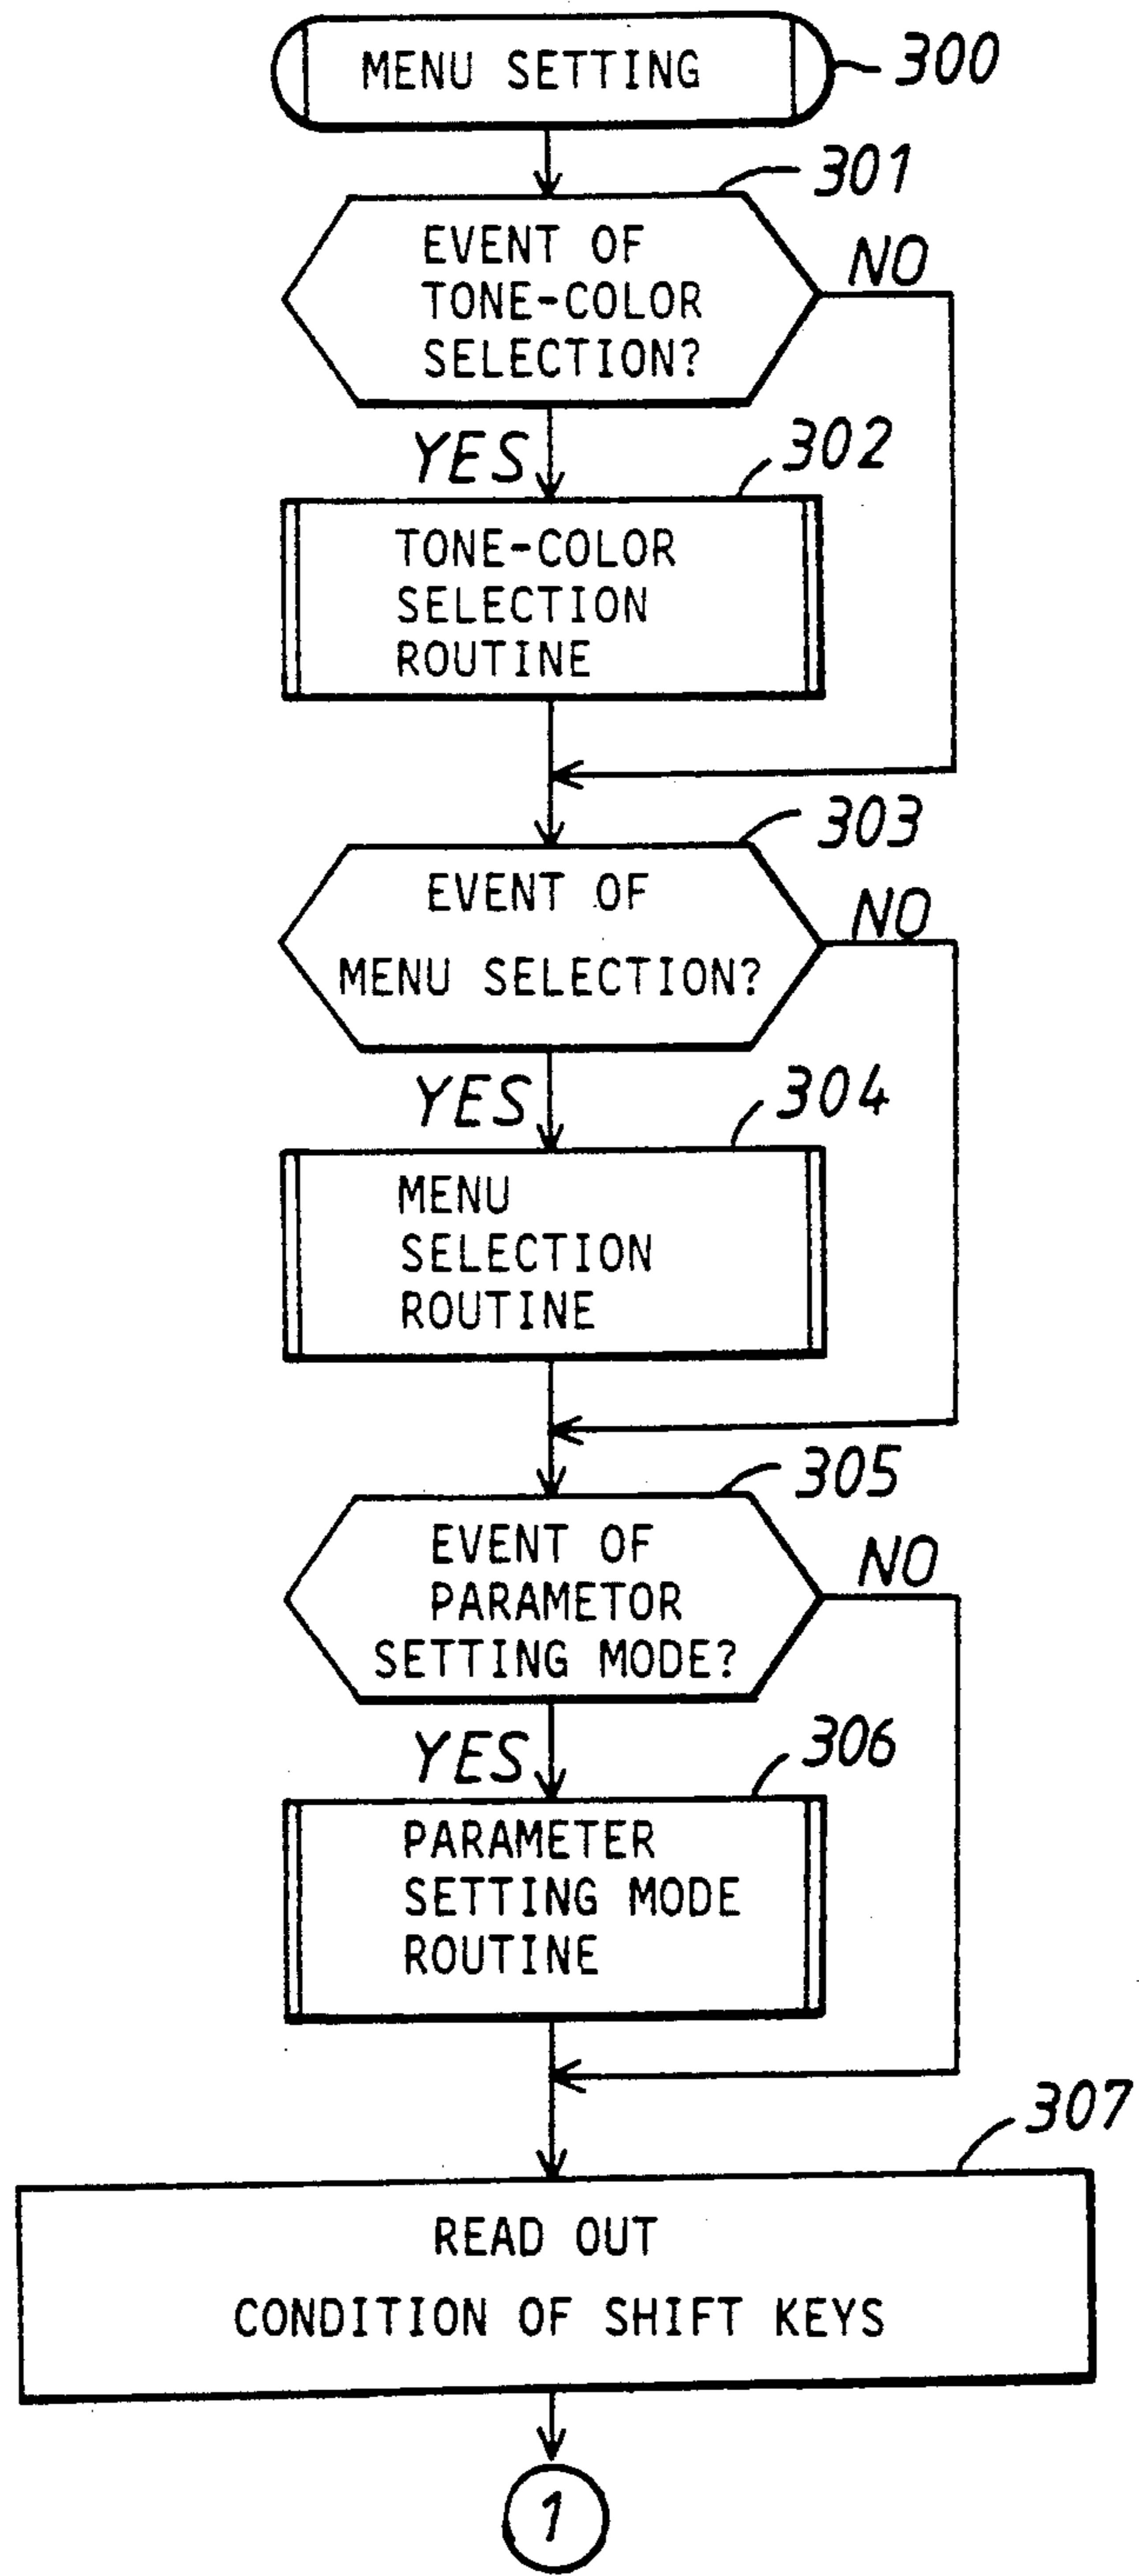 MENU SETTING
300
301
EVENT OF
TONE-COLOR
SELECTION?
NO
YES
302
TONE-COLOR
SELECTION
ROUTINE
303
EVENT OF
MENU SELECTION?
NO
YES
304
MENU
SELECTION
ROUTINE
305
EVENT OF
PARAMETOR
SETTING MODE?
NO
YES
306
PARAMETER
SETTING MODE
ROUTINE
307
READ OUT
CONDITION OF SHIFT KEYS
1